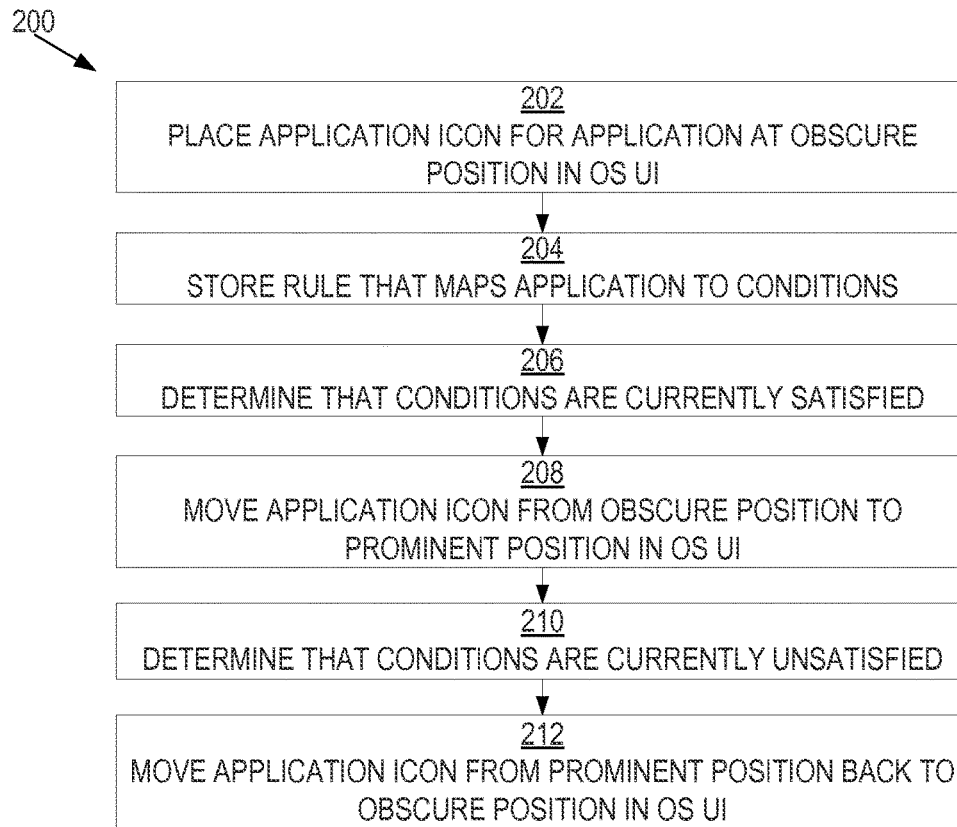 200
202
PLACE APPLICATION ICON FOR APPLICATION AT OBSCURE
POSITION IN OS UI
204
STORE RULE THAT MAPS APPLICATION TO CONDITIONS
206
DETERMINE THAT CONDITIONS ARE CURRENTLY SATISFIED
208
MOVE APPLICATION ICON FROM OBSCURE POSITION TO
PROMINENT POSITION IN OS UI
210
DETERMINE THAT CONDITIONS ARE CURRENTLY UNSATISFIED
212
MOVE APPLICATION ICON FROM PROMINENT POSITION BACK TO
OBSCURE POSITION IN OS UI